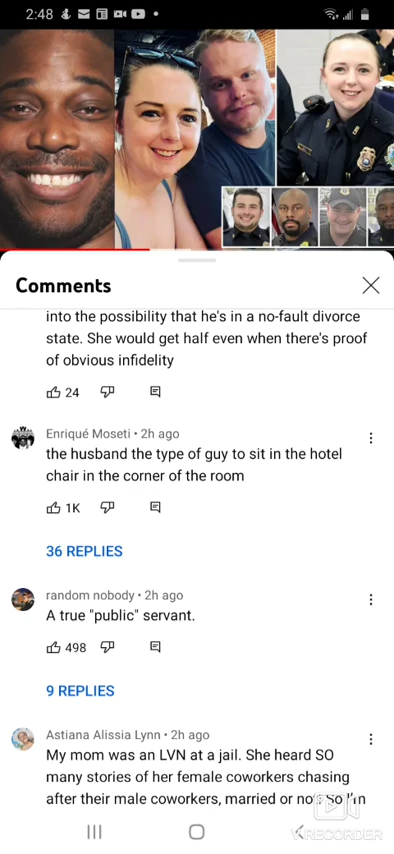 2:48
Comments
into the possibility that he's in a no-fault divorce
state. She would get half even when there's proof
of obvious infidelity
24
Enriqué Moseti • 2h ago
the husband the type of guy to sit in the hotel
chair in the corner of the room
1K
36 REPLIES
random nobody • 2h ago
A true "public" servant.
498
9 REPLIES
Astiana Alissia Lynn • 2h ago
My mom was an LVN at a jail. She heard SO
many stories of her female coworkers chasing
after their male coworkers, married or not. So I'm
V RECORDER